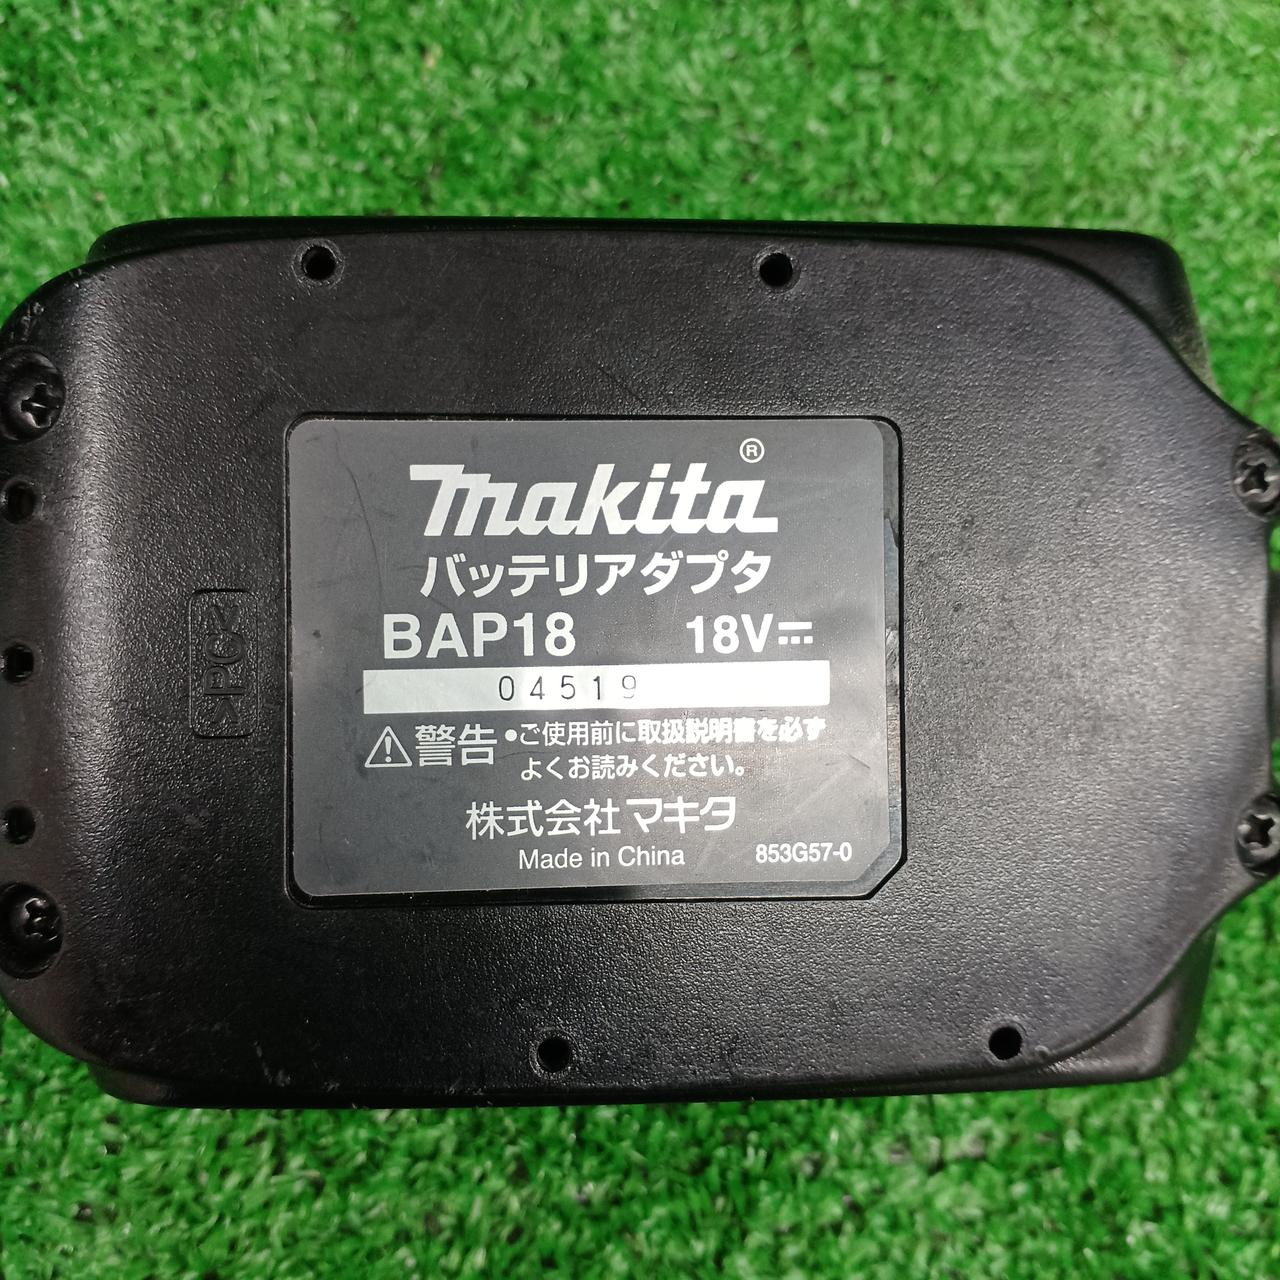 makita®
バッテリアダプタ
BAP18 18V⎓
04519
⚠警告 •ご使用前に取扱説明書を必ず
よくお読みください。
株式会社マキタ
Made in China 853G57-0
>PC<